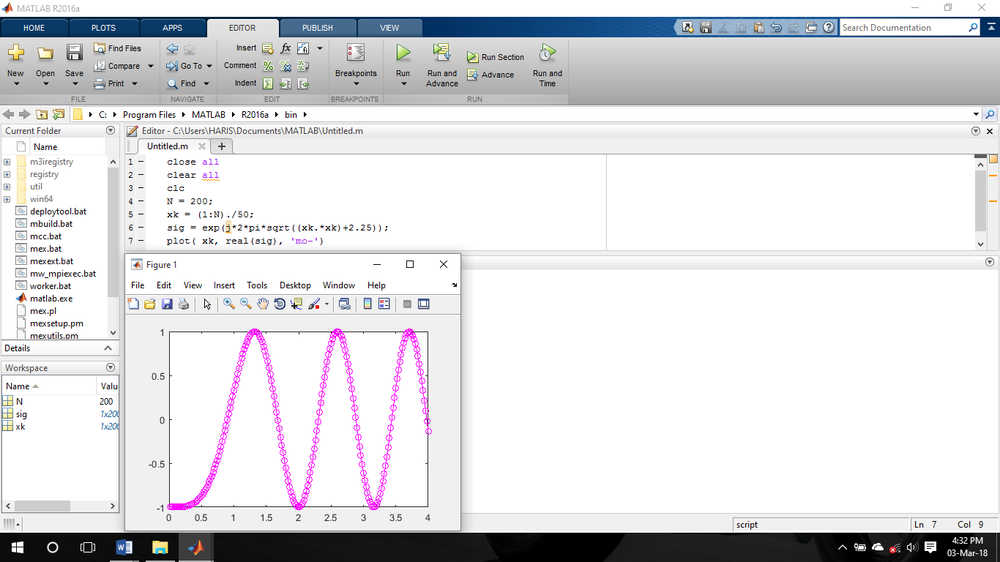 MATLAB R2016a
HOME PLOTS APPS EDITOR PUBLISH VIEW Search Documentation
New Open Save Find Files Compare Print
FILE
Go To Find
NAVIGATE
Insert fx
Comment
Indent
EDIT
Breakpoints
BREAKPOINTS
Run Run and Advance Run Section Advance Run and Time
RUN
C: Program Files MATLAB R2016a bin
Current Folder
Name
m3iregistry
registry
util
win64
deploytool.bat
mbuild.bat
mcc.bat
mex.bat
mexext.bat
mw_mpiexec.bat
worker.bat
matlab.exe
mex.pl
mexsetup.pm
mexutils.pm
Details
Workspace
Name Valu
N 200
sig 1x200
xk 1x200
Editor - C:\Users\HARIS\Documents\MATLAB\Untitled.m
Untitled.m
1 close all
2 clear all
3 clc
4 N = 200;
5 xk = (1:N)./50;
6 sig = exp(j*2*pi*sqrt((xk.*xk)+2.25));
7 plot( xk, real(sig), 'mo-')
Figure 1
File Edit View Insert Tools Desktop Window Help
1
0.5
0
-0.5
-1
0 0.5 1 1.5 2 2.5 3 3.5 4
script Ln 7 Col 9
4:32 PM
03-Mar-18